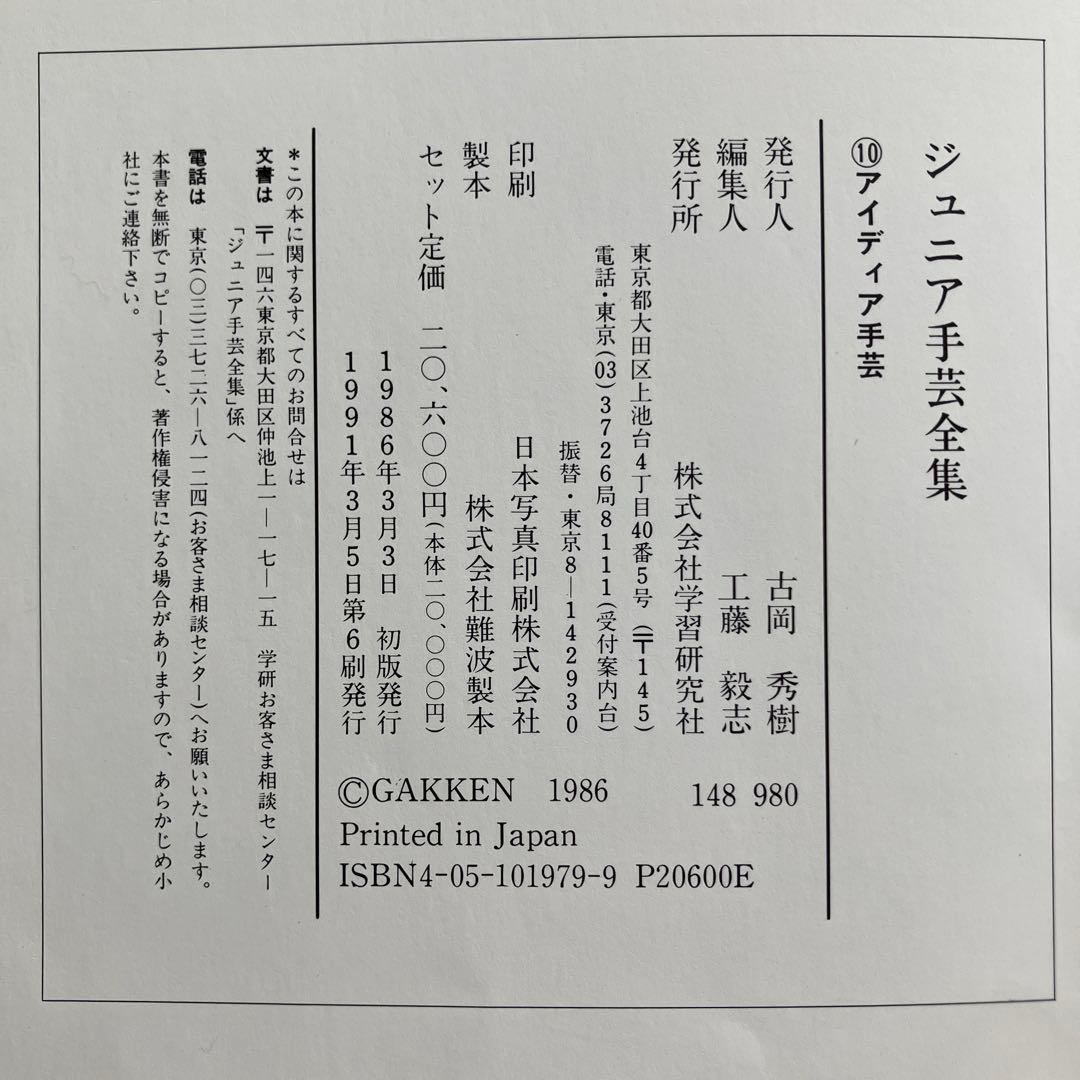 ジュニア手芸全集
⑩アイディア手芸
発行人 古岡 秀樹
編集人 工藤 毅志
発行所 株式会社学習研究社
東京都大田区上池台4丁目40番5号(〒145)
電話・東京(03)3726局8111(受付案内台)
振替・東京8―142930
印刷 日本写真印刷株式会社
製本 株式会社難波製本
セット定価 二〇、六〇〇円(本体二〇、〇〇〇円)
1986年3月3日 初版発行
1991年3月5日第6刷発行
©GAKKEN 1986 148 980
Printed in Japan
ISBN4-05-101979-9 P20600E
*この本に関するすべてのお問合せは
文書は 〒一四六東京都大田区仲池上一―一七―一五 学研お客さま相談センター
「ジュニア手芸全集」係へ
電話は 東京(〇三)三七二六―八一二四(お客さま相談センター)へお願いいたします。
本書を無断でコピーすると、著作権侵害になる場合がありますので、あらかじめ小
社にご連絡下さい。